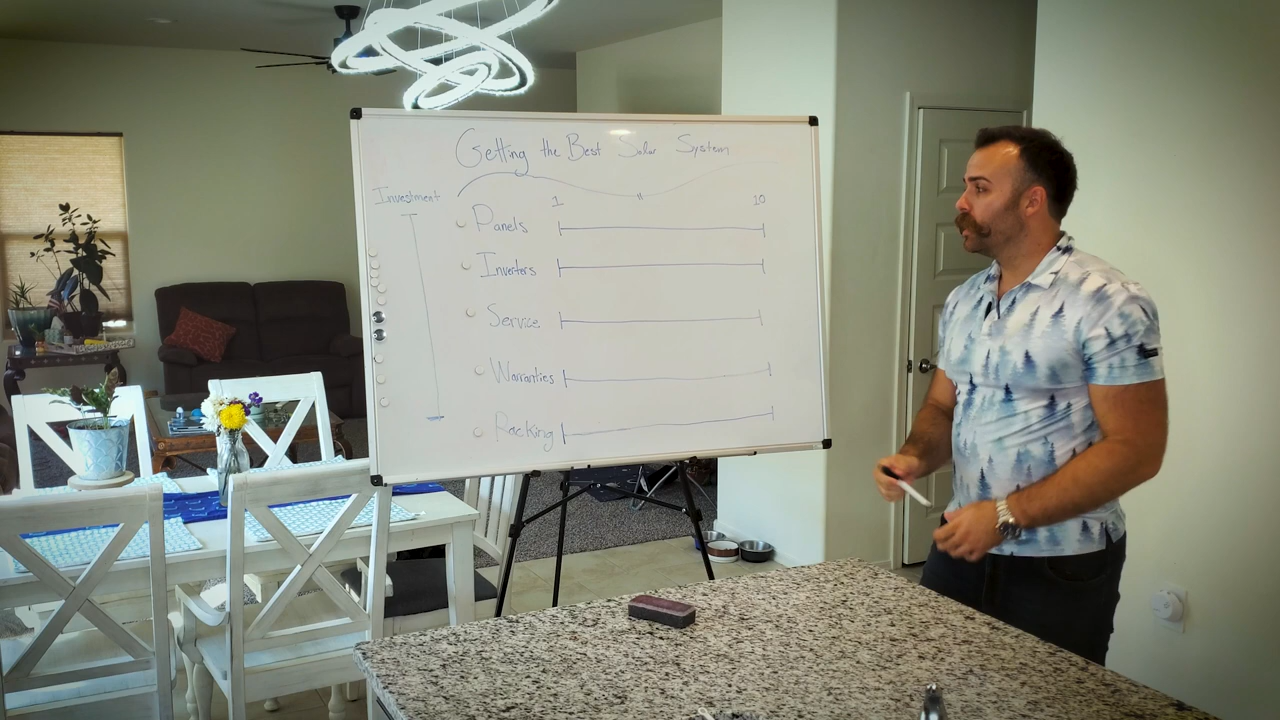 Getting the Best Solar System
Investment
1 10
Panels
Inverters
Service
Warranties
Racking